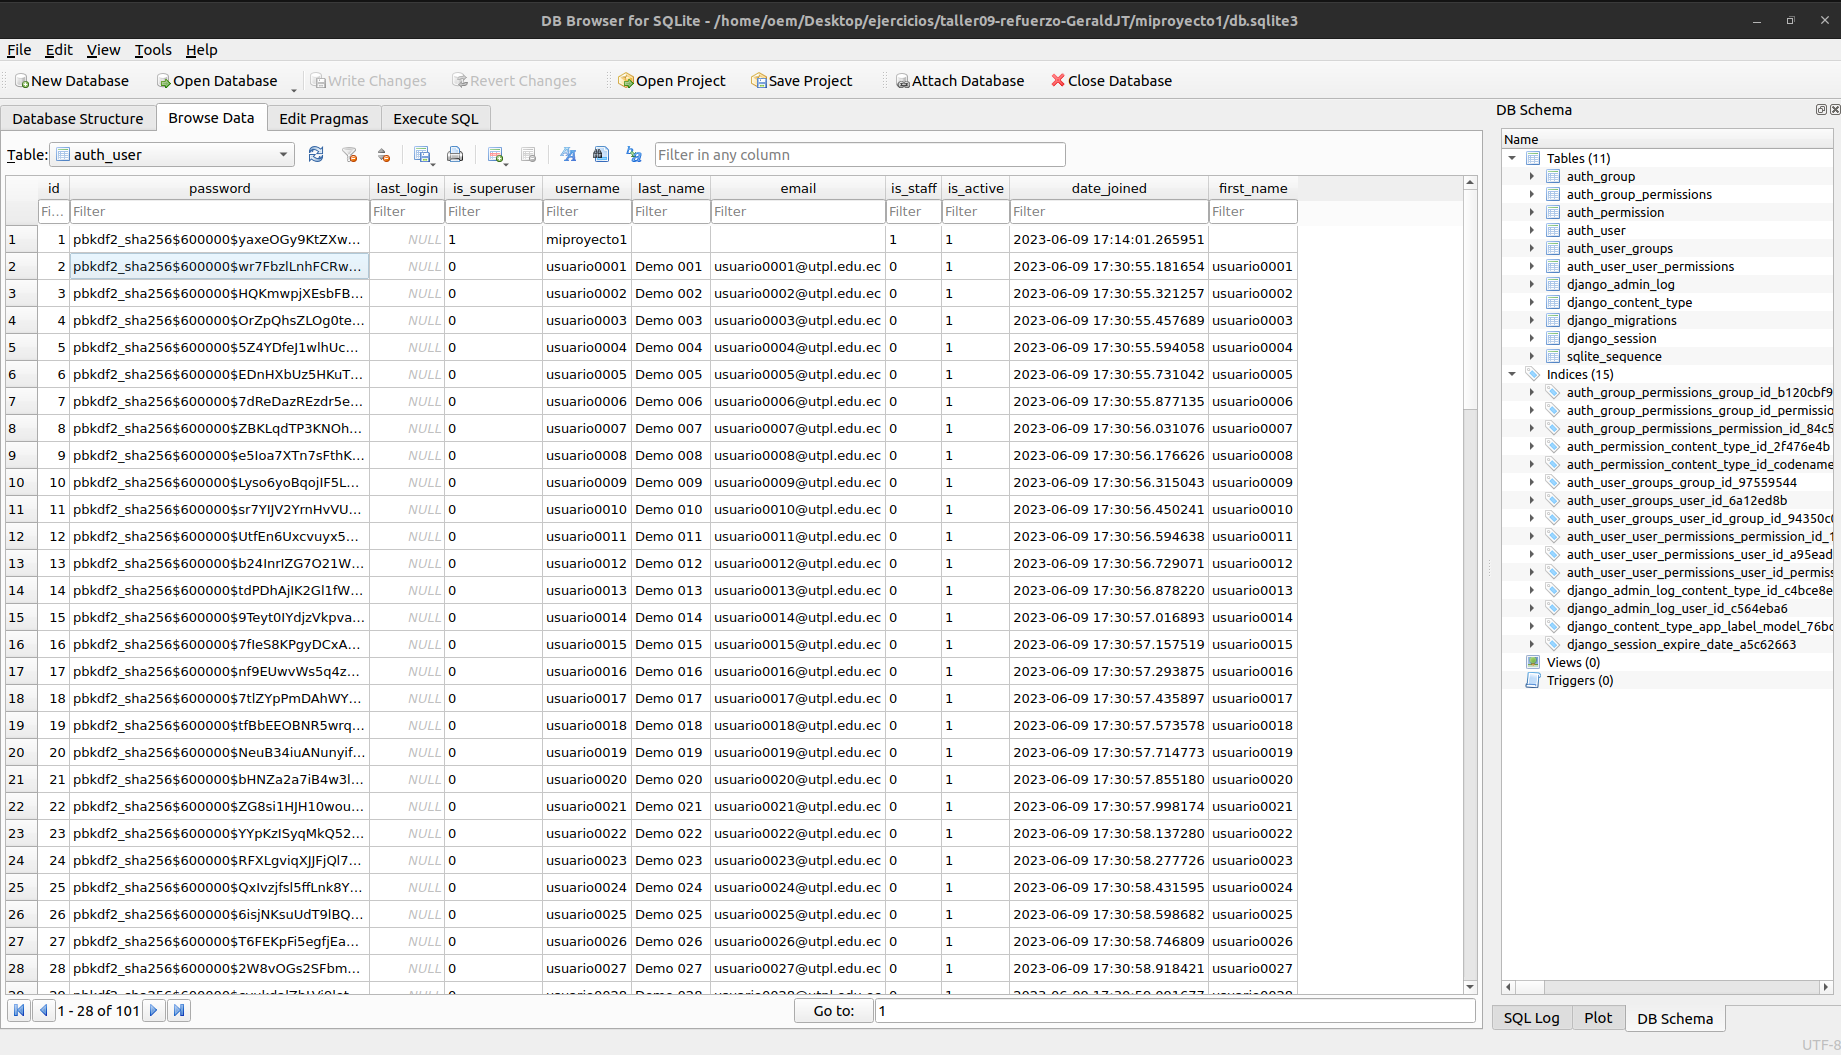 DB Browser for SQLite - /home/oem/Desktop/ejercicios/taller09-refuerzo-GeraldJT/miproyecto1/db.sqlite3
File Edit View Tools Help
New Database Open Database Write Changes Revert Changes Open Project Save Project Attach Database Close Database
Database Structure Browse Data Edit Pragmas Execute SQL
Table: auth_user Filter in any column
id password last_login is_superuser username last_name email is_staff is_active date_joined first_name
Fi... Filter Filter Filter Filter Filter Filter Filter Filter Filter Filter
1 1 pbkdf2_sha256$600000$yaxeOGy9KtZXw... NULL 1 miproyecto1 1 1 2023-06-09 17:14:01.265951
2 2 pbkdf2_sha256$600000$wr7FbzlLnhFCRw... NULL 0 usuario0001 Demo 001 usuario0001@utpl.edu.ec 0 1 2023-06-09 17:30:55.181654 usuario0001
3 3 pbkdf2_sha256$600000$HQKmwpjXEsbFB... NULL 0 usuario0002 Demo 002 usuario0002@utpl.edu.ec 0 1 2023-06-09 17:30:55.321257 usuario0002
4 4 pbkdf2_sha256$600000$OrZpQhsZLOg0te... NULL 0 usuario0003 Demo 003 usuario0003@utpl.edu.ec 0 1 2023-06-09 17:30:55.457689 usuario0003
5 5 pbkdf2_sha256$600000$5Z4YDfeJ1wlhUc... NULL 0 usuario0004 Demo 004 usuario0004@utpl.edu.ec 0 1 2023-06-09 17:30:55.594058 usuario0004
6 6 pbkdf2_sha256$600000$EDnHXbUz5HKuT... NULL 0 usuario0005 Demo 005 usuario0005@utpl.edu.ec 0 1 2023-06-09 17:30:55.731042 usuario0005
7 7 pbkdf2_sha256$600000$7dReDazREzdr5e... NULL 0 usuario0006 Demo 006 usuario0006@utpl.edu.ec 0 1 2023-06-09 17:30:55.877135 usuario0006
8 8 pbkdf2_sha256$600000$ZBKLqdTP3KNOh... NULL 0 usuario0007 Demo 007 usuario0007@utpl.edu.ec 0 1 2023-06-09 17:30:56.031076 usuario0007
9 9 pbkdf2_sha256$600000$e5Ioa7XTn7sFthK... NULL 0 usuario0008 Demo 008 usuario0008@utpl.edu.ec 0 1 2023-06-09 17:30:56.176626 usuario0008
10 10 pbkdf2_sha256$600000$Lyso6yoBqojIF5L... NULL 0 usuario0009 Demo 009 usuario0009@utpl.edu.ec 0 1 2023-06-09 17:30:56.315043 usuario0009
11 11 pbkdf2_sha256$600000$sr7YIJV2YrnHvVU... NULL 0 usuario0010 Demo 010 usuario0010@utpl.edu.ec 0 1 2023-06-09 17:30:56.450241 usuario0010
12 12 pbkdf2_sha256$600000$UtfEn6Uxcvuyx5... NULL 0 usuario0011 Demo 011 usuario0011@utpl.edu.ec 0 1 2023-06-09 17:30:56.594638 usuario0011
13 13 pbkdf2_sha256$600000$b24InrIZG7O21W... NULL 0 usuario0012 Demo 012 usuario0012@utpl.edu.ec 0 1 2023-06-09 17:30:56.729071 usuario0012
14 14 pbkdf2_sha256$600000$tdPDhAjIK2Gl1fW... NULL 0 usuario0013 Demo 013 usuario0013@utpl.edu.ec 0 1 2023-06-09 17:30:56.878220 usuario0013
15 15 pbkdf2_sha256$600000$9Teyt0IYdjzVkpva... NULL 0 usuario0014 Demo 014 usuario0014@utpl.edu.ec 0 1 2023-06-09 17:30:57.016893 usuario0014
16 16 pbkdf2_sha256$600000$7fIeS8KPgyDCxA... NULL 0 usuario0015 Demo 015 usuario0015@utpl.edu.ec 0 1 2023-06-09 17:30:57.157519 usuario0015
17 17 pbkdf2_sha256$600000$nf9EUwvWs5q4z... NULL 0 usuario0016 Demo 016 usuario0016@utpl.edu.ec 0 1 2023-06-09 17:30:57.293875 usuario0016
18 18 pbkdf2_sha256$600000$7tlZYpPmDAhWY... NULL 0 usuario0017 Demo 017 usuario0017@utpl.edu.ec 0 1 2023-06-09 17:30:57.435897 usuario0017
19 19 pbkdf2_sha256$600000$tfBbEEOBNR5wrq... NULL 0 usuario0018 Demo 018 usuario0018@utpl.edu.ec 0 1 2023-06-09 17:30:57.573578 usuario0018
20 20 pbkdf2_sha256$600000$NeuB34iuANunyif... NULL 0 usuario0019 Demo 019 usuario0019@utpl.edu.ec 0 1 2023-06-09 17:30:57.714773 usuario0019
21 21 pbkdf2_sha256$600000$bHNZa2a7iB4w3l... NULL 0 usuario0020 Demo 020 usuario0020@utpl.edu.ec 0 1 2023-06-09 17:30:57.855180 usuario0020
22 22 pbkdf2_sha256$600000$ZG8si1HJH10wou... NULL 0 usuario0021 Demo 021 usuario0021@utpl.edu.ec 0 1 2023-06-09 17:30:57.998174 usuario0021
23 23 pbkdf2_sha256$600000$YYpKzISyqMkQ52... NULL 0 usuario0022 Demo 022 usuario0022@utpl.edu.ec 0 1 2023-06-09 17:30:58.137280 usuario0022
24 24 pbkdf2_sha256$600000$RFXLgviqXJJFjQl7... NULL 0 usuario0023 Demo 023 usuario0023@utpl.edu.ec 0 1 2023-06-09 17:30:58.277726 usuario0023
25 25 pbkdf2_sha256$600000$QxIvzjfsl5ffLnk8Y... NULL 0 usuario0024 Demo 024 usuario0024@utpl.edu.ec 0 1 2023-06-09 17:30:58.431595 usuario0024
26 26 pbkdf2_sha256$600000$6isjNKsuUdT9lBQ... NULL 0 usuario0025 Demo 025 usuario0025@utpl.edu.ec 0 1 2023-06-09 17:30:58.598682 usuario0025
27 27 pbkdf2_sha256$600000$T6FEKpFi5egfjEa... NULL 0 usuario0026 Demo 026 usuario0026@utpl.edu.ec 0 1 2023-06-09 17:30:58.746809 usuario0026
28 28 pbkdf2_sha256$600000$2W8vOGs2SFbm... NULL 0 usuario0027 Demo 027 usuario0027@utpl.edu.ec 0 1 2023-06-09 17:30:58.918421 usuario0027
1 - 28 of 101 Go to: 1
DB Schema
Name
Tables (11)
auth_group
auth_group_permissions
auth_permission
auth_user
auth_user_groups
auth_user_user_permissions
django_admin_log
django_content_type
django_migrations
django_session
sqlite_sequence
Indices (15)
auth_group_permissions_group_id_b120cbf9
auth_group_permissions_group_id_permissio
auth_group_permissions_permission_id_84c5
auth_permission_content_type_id_2f476e4b
auth_permission_content_type_id_codename
auth_user_groups_group_id_97559544
auth_user_groups_user_id_6a12ed8b
auth_user_groups_user_id_group_id_94350c
auth_user_user_permissions_permission_id_1
auth_user_user_permissions_user_id_a95ead
auth_user_user_permissions_user_id_permiss
django_admin_log_content_type_id_c4bce8e
django_admin_log_user_id_c564eba6
django_content_type_app_label_model_76bc
django_session_expire_date_a5c62663
Views (0)
Triggers (0)
SQL Log Plot DB Schema
UTF-8